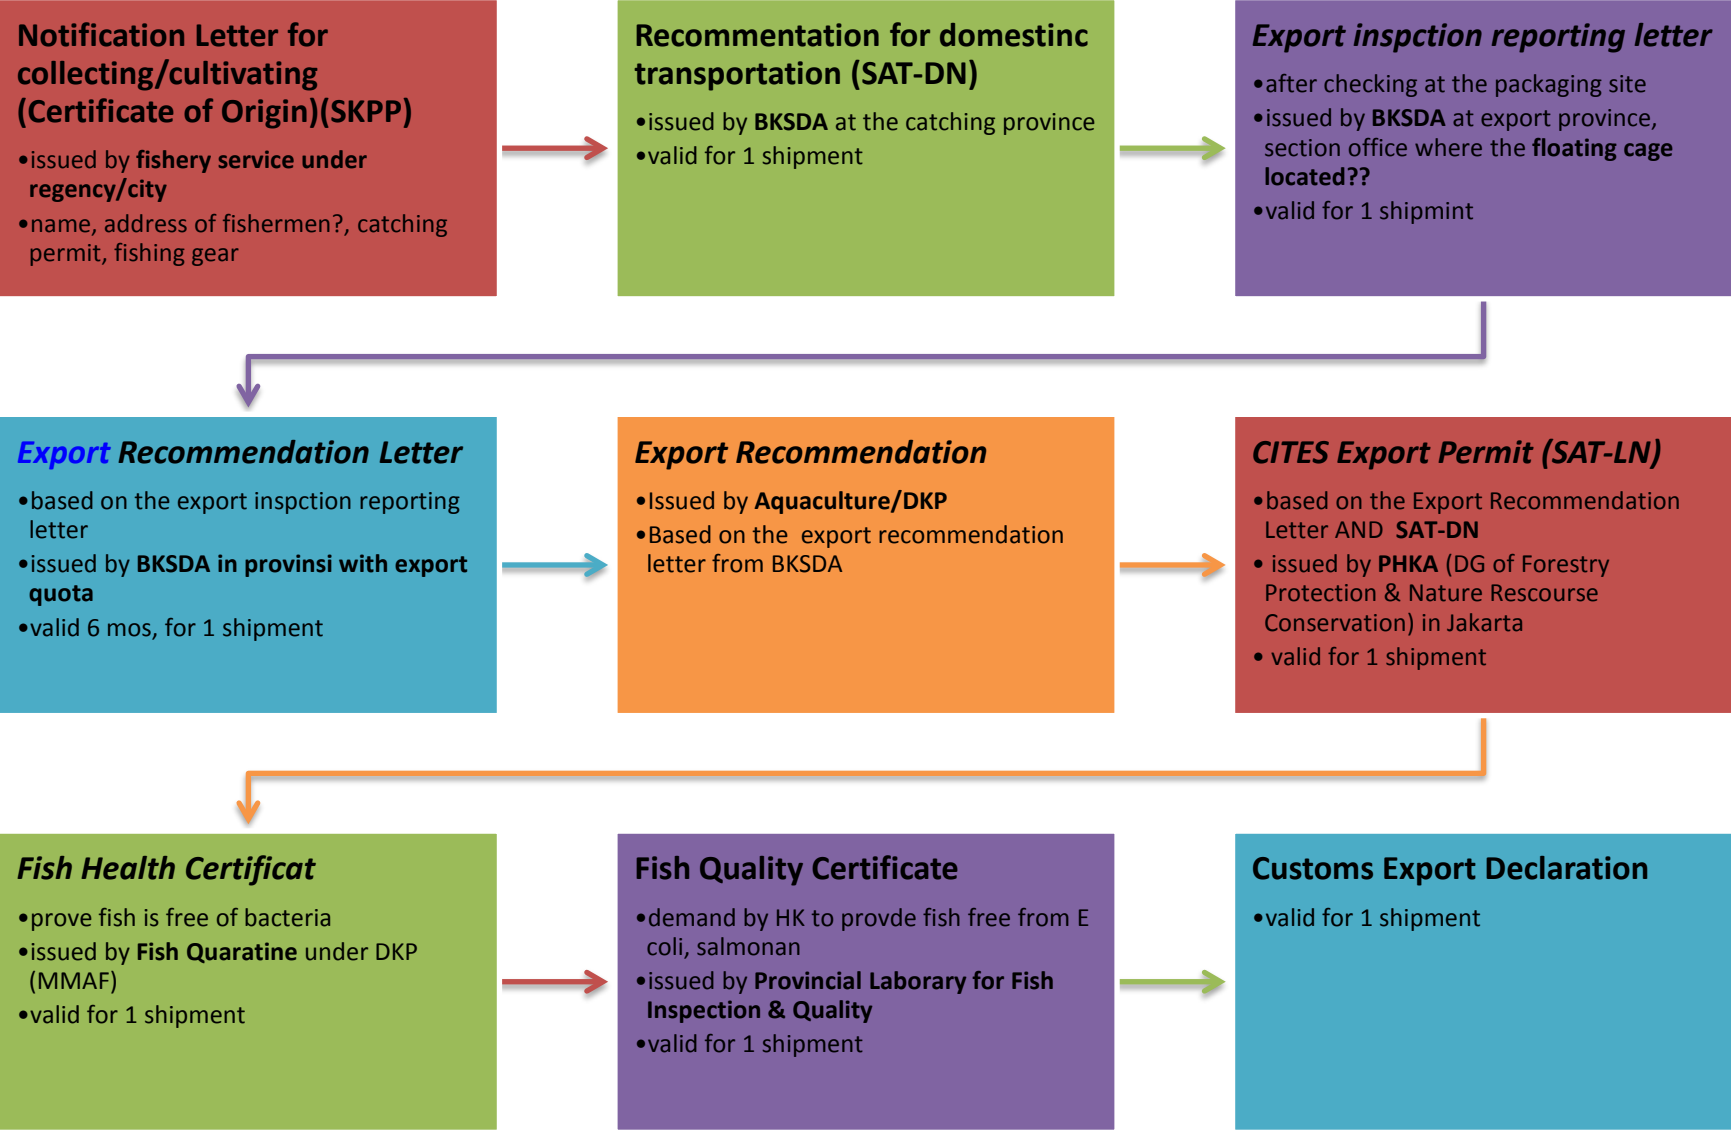 Notification Letter for
collecting/cultivating
(Certificate of Origin)(SKPP)
•issued by fishery service under
regency/city
•name, address of fishermen?, catching
permit, fishing gear
Recommentation for domestinc
transportation (SAT-DN)
•issued by BKSDA at the catching province
•valid for 1 shipment
Export inspction reporting letter
•after checking at the packaging site
•issued by BKSDA at export province,
section office where the floating cage
located??
•valid for 1 shipmint
Export Recommendation Letter
•based on the export inspction reporting
letter
•issued by BKSDA in provinsi with export
quota
•valid 6 mos, for 1 shipment
Export Recommendation
•Issued by Aquaculture/DKP
•Based on the export recommendation
letter from BKSDA
CITES Export Permit (SAT-LN)
•based on the Export Recommendation
Letter AND SAT-DN
• issued by PHKA (DG of Forestry
Protection & Nature Rescourse
Conservation) in Jakarta
• valid for 1 shipment
Fish Health Certificat
•prove fish is free of bacteria
•issued by Fish Quaratine under DKP
(MMAF)
•valid for 1 shipment
Fish Quality Certificate
•demand by HK to provde fish free from E
coli, salmonan
•issued by Provincial Laborary for Fish
Inspection & Quality
•valid for 1 shipment
Customs Export Declaration
•valid for 1 shipment